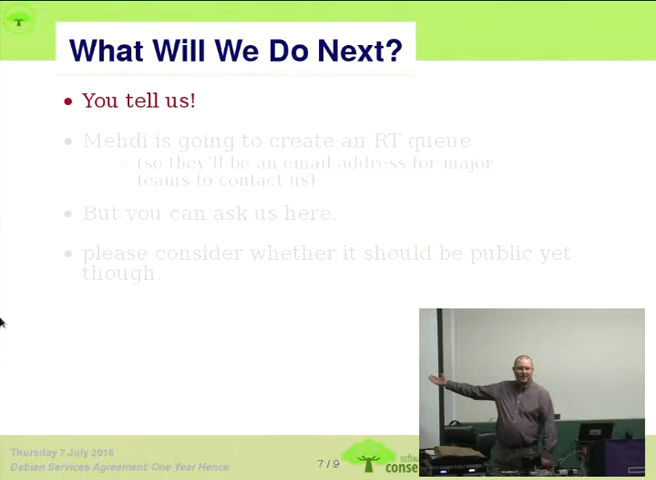 What Will We Do Next?
• You tell us!
• Mehdi is going to create an RT queue
○ (so they'll be an email address for major
teams to contact us)
• But you can ask us here.
• please consider whether it should be public yet
though.
Thursday 7 July 2016
Debian Services Agreement: One Year Hence
7 / 9
softw
conse